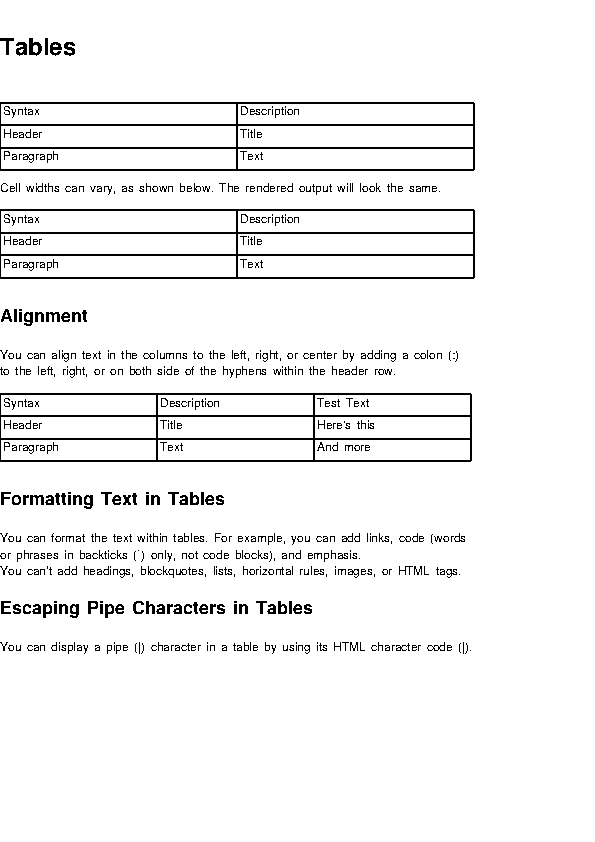 Tables
Syntax Description
Header Title
Paragraph Text
Cell widths can vary, as shown below. The rendered output will look the same.
Syntax Description
Header Title
Paragraph Text
Alignment
You can align text in the columns to the left, right, or center by adding a colon (:)
to the left, right, or on both side of the hyphens within the header row.
Syntax Description Test Text
Header Title Here's this
Paragraph Text And more
Formatting Text in Tables
You can format the text within tables. For example, you can add links, code (words
or phrases in backticks (`) only, not code blocks), and emphasis.
You can't add headings, blockquotes, lists, horizontal rules, images, or HTML tags.
Escaping Pipe Characters in Tables
You can display a pipe (|) character in a table by using its HTML character code (|).